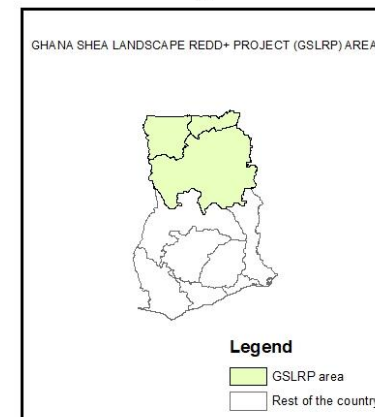 GHANA SHEA LANDSCAPE REDD+ PROJECT (GSLRP) AREA
Legend
GSLRP area
Rest of the country